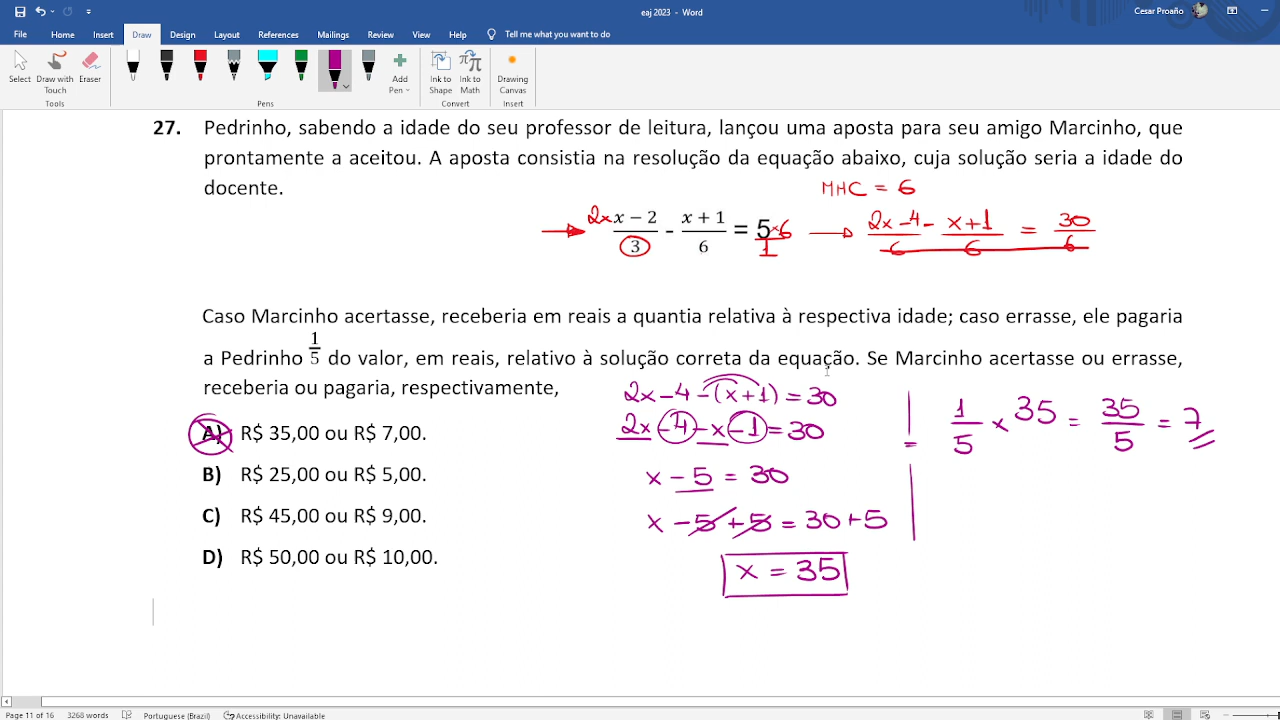 eaj 2023 - Word
Cesar Proaño
File Home Insert Draw Design Layout References Mailings Review View Help Tell me what you want to do
Select Draw with Touch Eraser Add Pen Ink to Shape Ink to Math Drawing Canvas
Tools Pens Convert Insert
27. Pedrinho, sabendo a idade do seu professor de leitura, lançou uma aposta para seu amigo Marcinho, que
prontamente a aceitou. A aposta consistia na resolução da equação abaixo, cuja solução seria a idade do
docente.
MHC = 6
2x x − 2 / 3 - x + 1 / 6 = 5 ×6 / 1 → 2x − 4 / 6 − x + 1 / 6 = 30 / 6
Caso Marcinho acertasse, receberia em reais a quantia relativa à respectiva idade; caso errasse, ele pagaria
a Pedrinho 1/5 do valor, em reais, relativo à solução correta da equação. Se Marcinho acertasse ou errasse,
receberia ou pagaria, respectivamente,
A) R$ 35,00 ou R$ 7,00.
B) R$ 25,00 ou R$ 5,00.
C) R$ 45,00 ou R$ 9,00.
D) R$ 50,00 ou R$ 10,00.
2x − 4 − (x + 1) = 30
2x − 4 − x − 1 = 30
x − 5 = 30
x − 5 + 5 = 30 + 5
x = 35
1/5 × 35 = 35/5 = 7
Page 11 of 16 3268 words Portuguese (Brazil) Accessibility: Unavailable